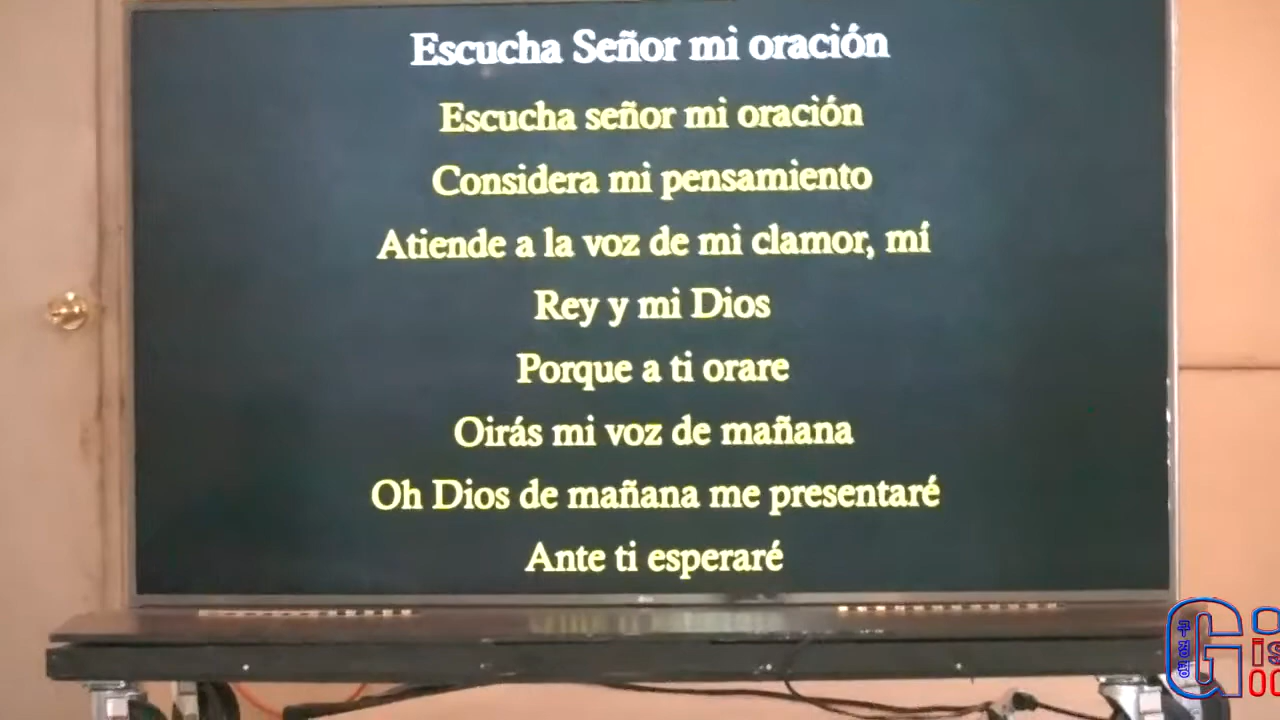 Escucha Señor mi oración
Escucha señor mi oración
Considera mi pensamiento
Atiende a la voz de mi clamor, mí
Rey y mi Dios
Porque a ti orare
Oirás mi voz de mañana
Oh Dios de mañana me presentaré
Ante ti esperaré